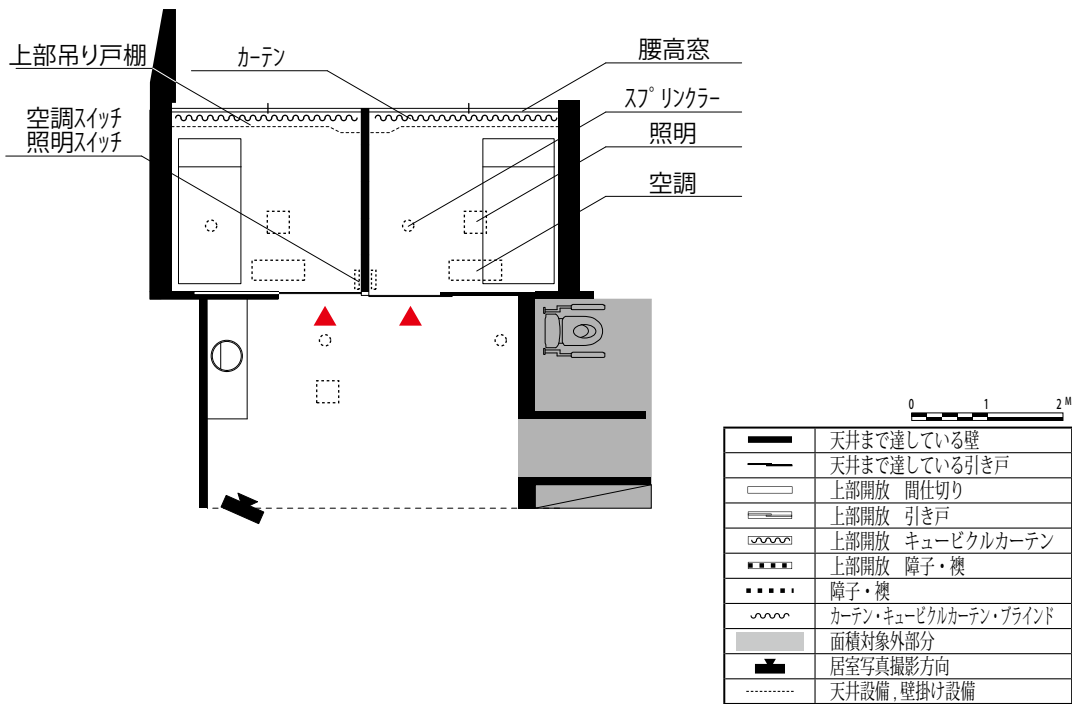 上部吊り戸棚
カーテン
腰高窓
空調スイッチ
照明スイッチ
スプリンクラー
照明
空調
0 1 2 M
天井まで達している壁
天井まで達している引き戸
上部開放 間仕切り
上部開放 引き戸
上部開放 キュービクルカーテン
上部開放 障子・襖
障子・襖
カーテン・キュービクルカーテン・ブラインド
面積対象外部分
居室写真撮影方向
天井設備,壁掛け設備